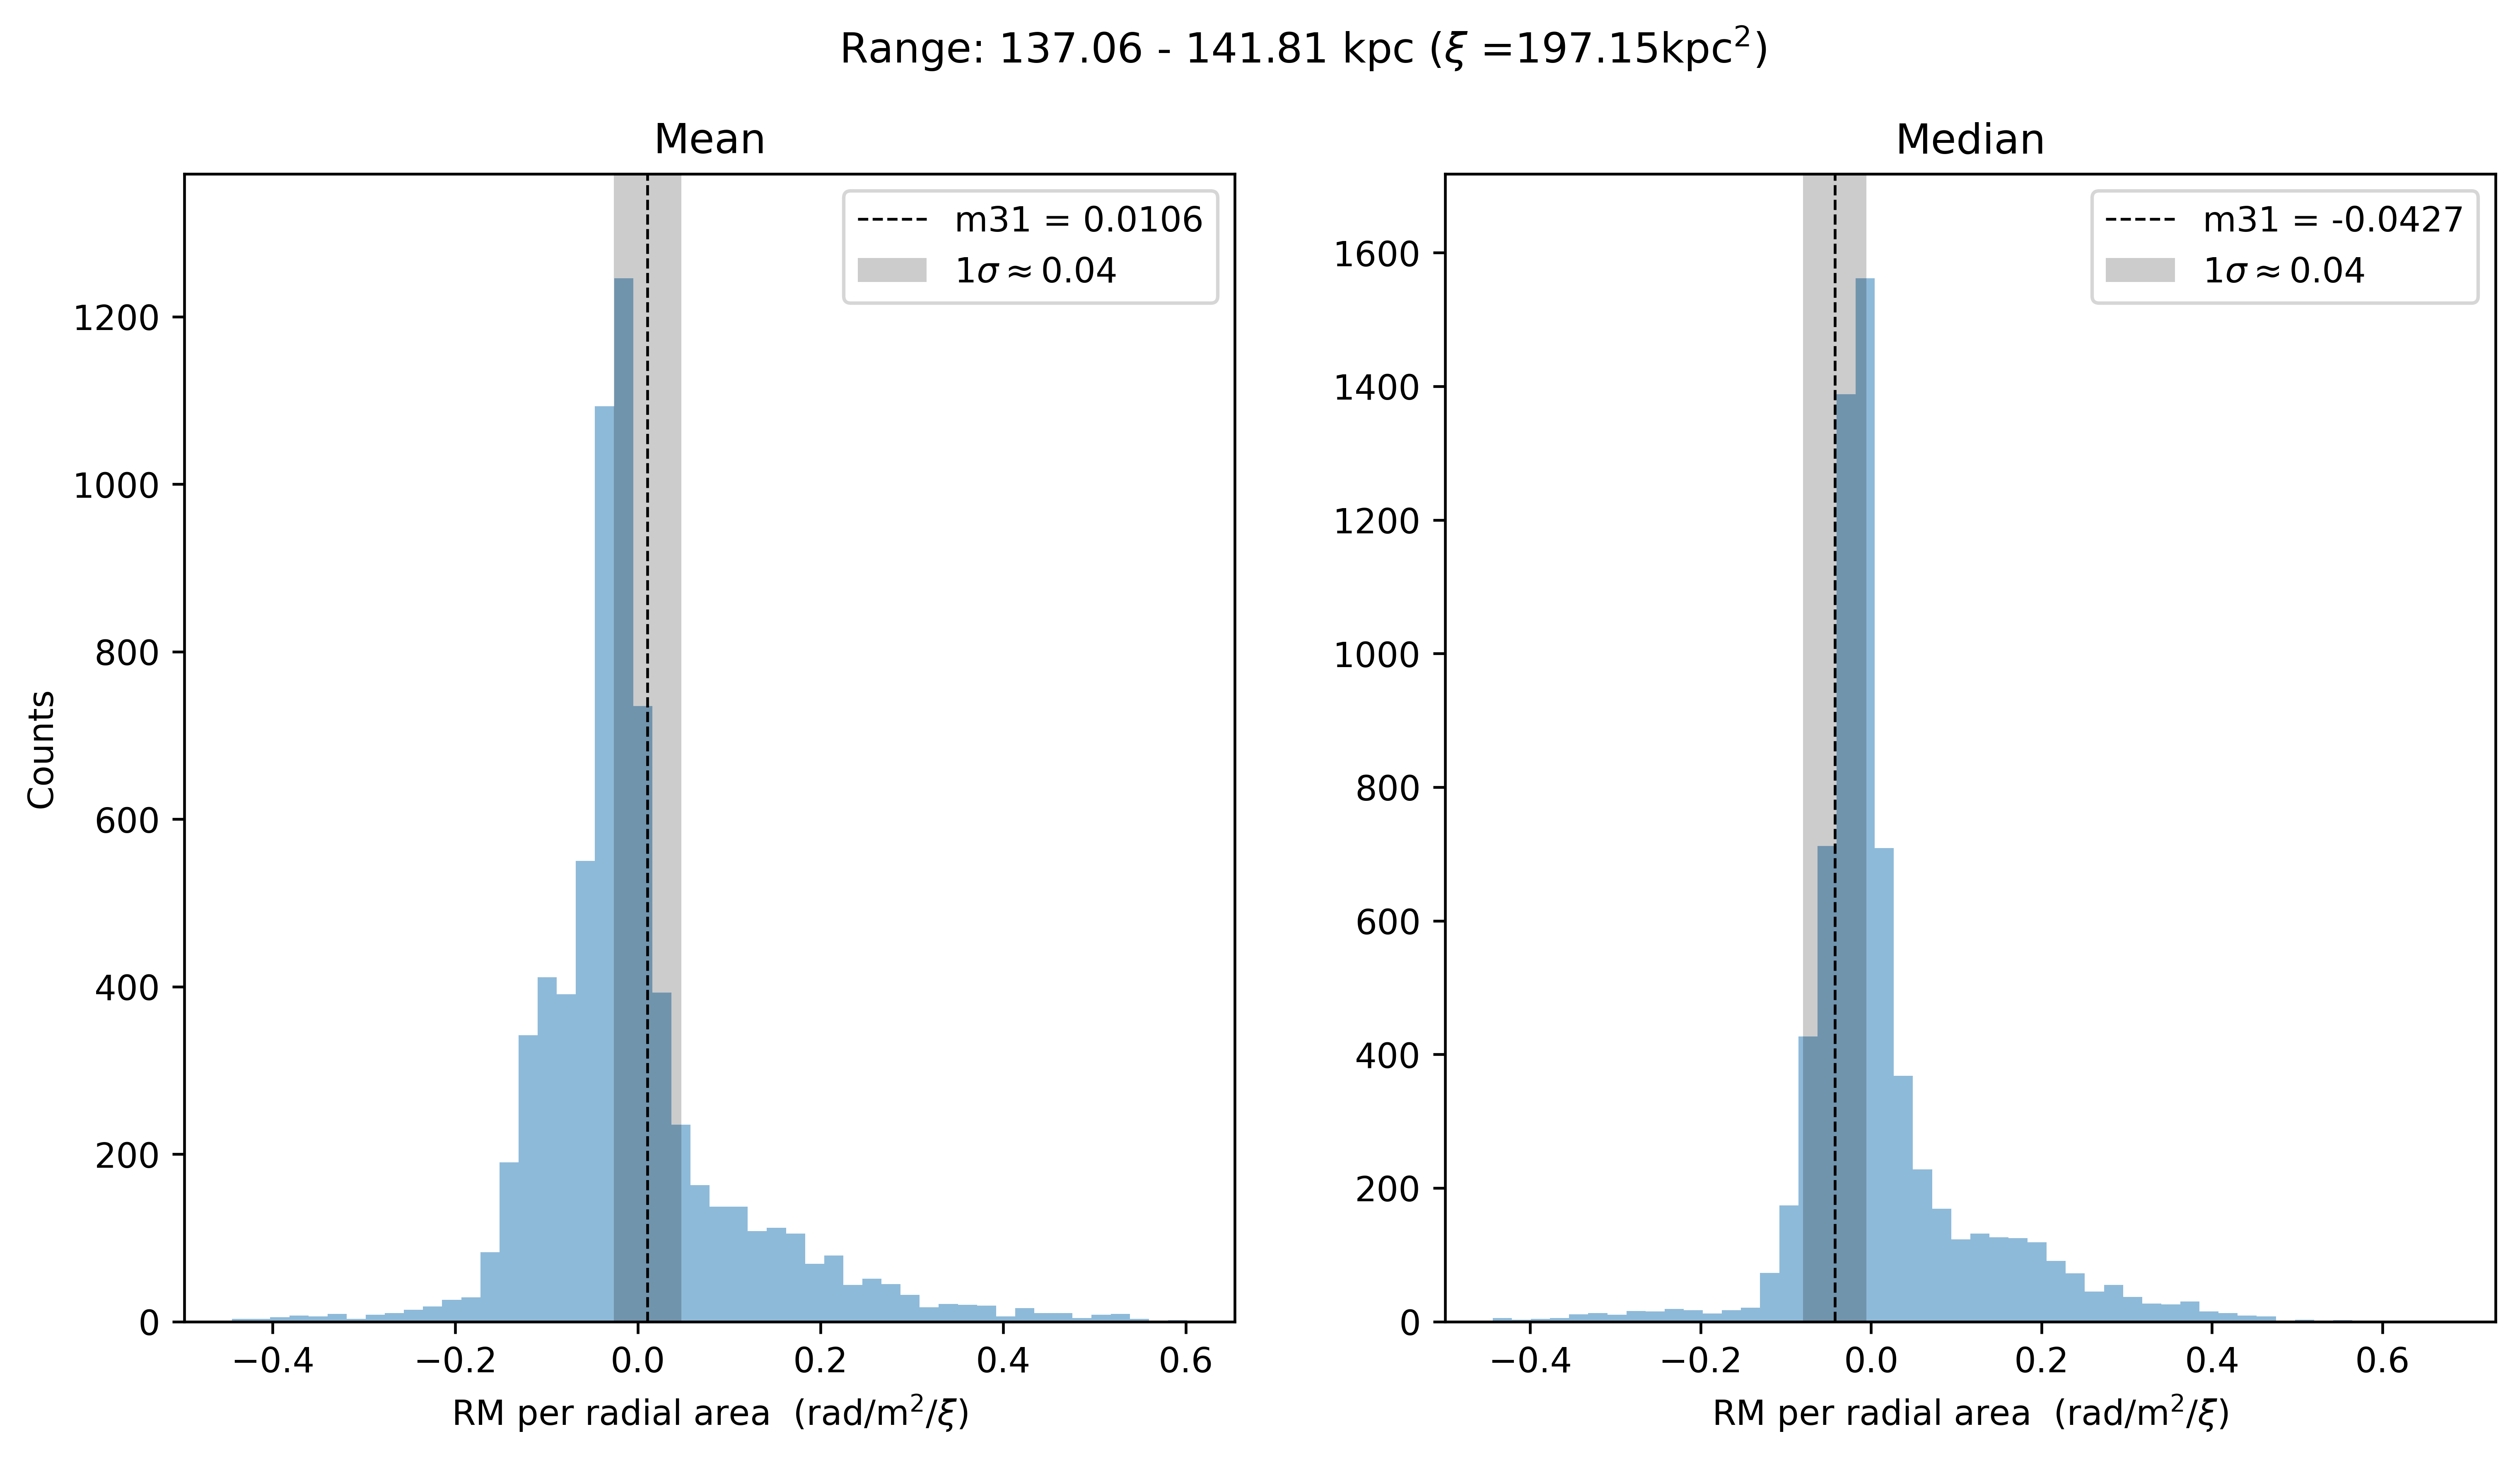 Range: 137.06 - 141.81 kpc (ξ =197.15kpc²)
Mean
m31 = 0.0106
1σ ≈ 0.04
1200
1000
800
600
400
200
0
Counts
−0.4 −0.2 0.0 0.2 0.4 0.6
RM per radial area (rad/m²/ξ)
Median
m31 = -0.0427
1σ ≈ 0.04
1600
1400
1200
1000
800
600
400
200
0
−0.4 −0.2 0.0 0.2 0.4 0.6
RM per radial area (rad/m²/ξ)